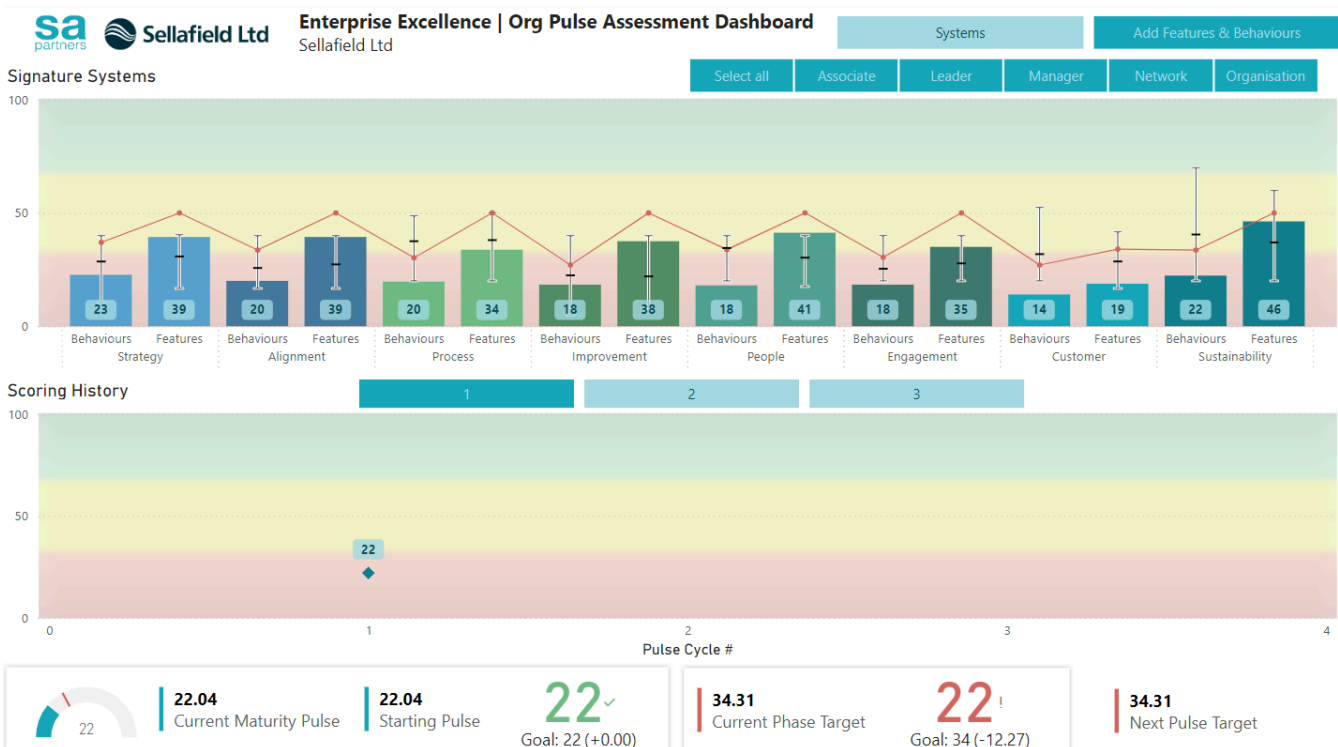 sa
partners
Sellafield Ltd
Enterprise Excellence | Org Pulse Assessment Dashboard
Sellafield Ltd
Systems
Add Features & Behaviours
Signature Systems
Select all
Associate
Leader
Manager
Network
Organisation
100
50
0
23
39
20
39
20
34
18
38
18
41
18
35
14
19
22
46
Behaviours Features Behaviours Features Behaviours Features Behaviours Features Behaviours Features Behaviours Features Behaviours Features Behaviours Features
Strategy Alignment Process Improvement People Engagement Customer Sustainability
Scoring History
1
2
3
100
50
0
22
0 1 2 3 4
Pulse Cycle #
22
22.04
Current Maturity Pulse
22.04
Starting Pulse
22
Goal: 22 (+0.00)
34.31
Current Phase Target
22!
Goal: 34 (-12.27)
34.31
Next Pulse Target